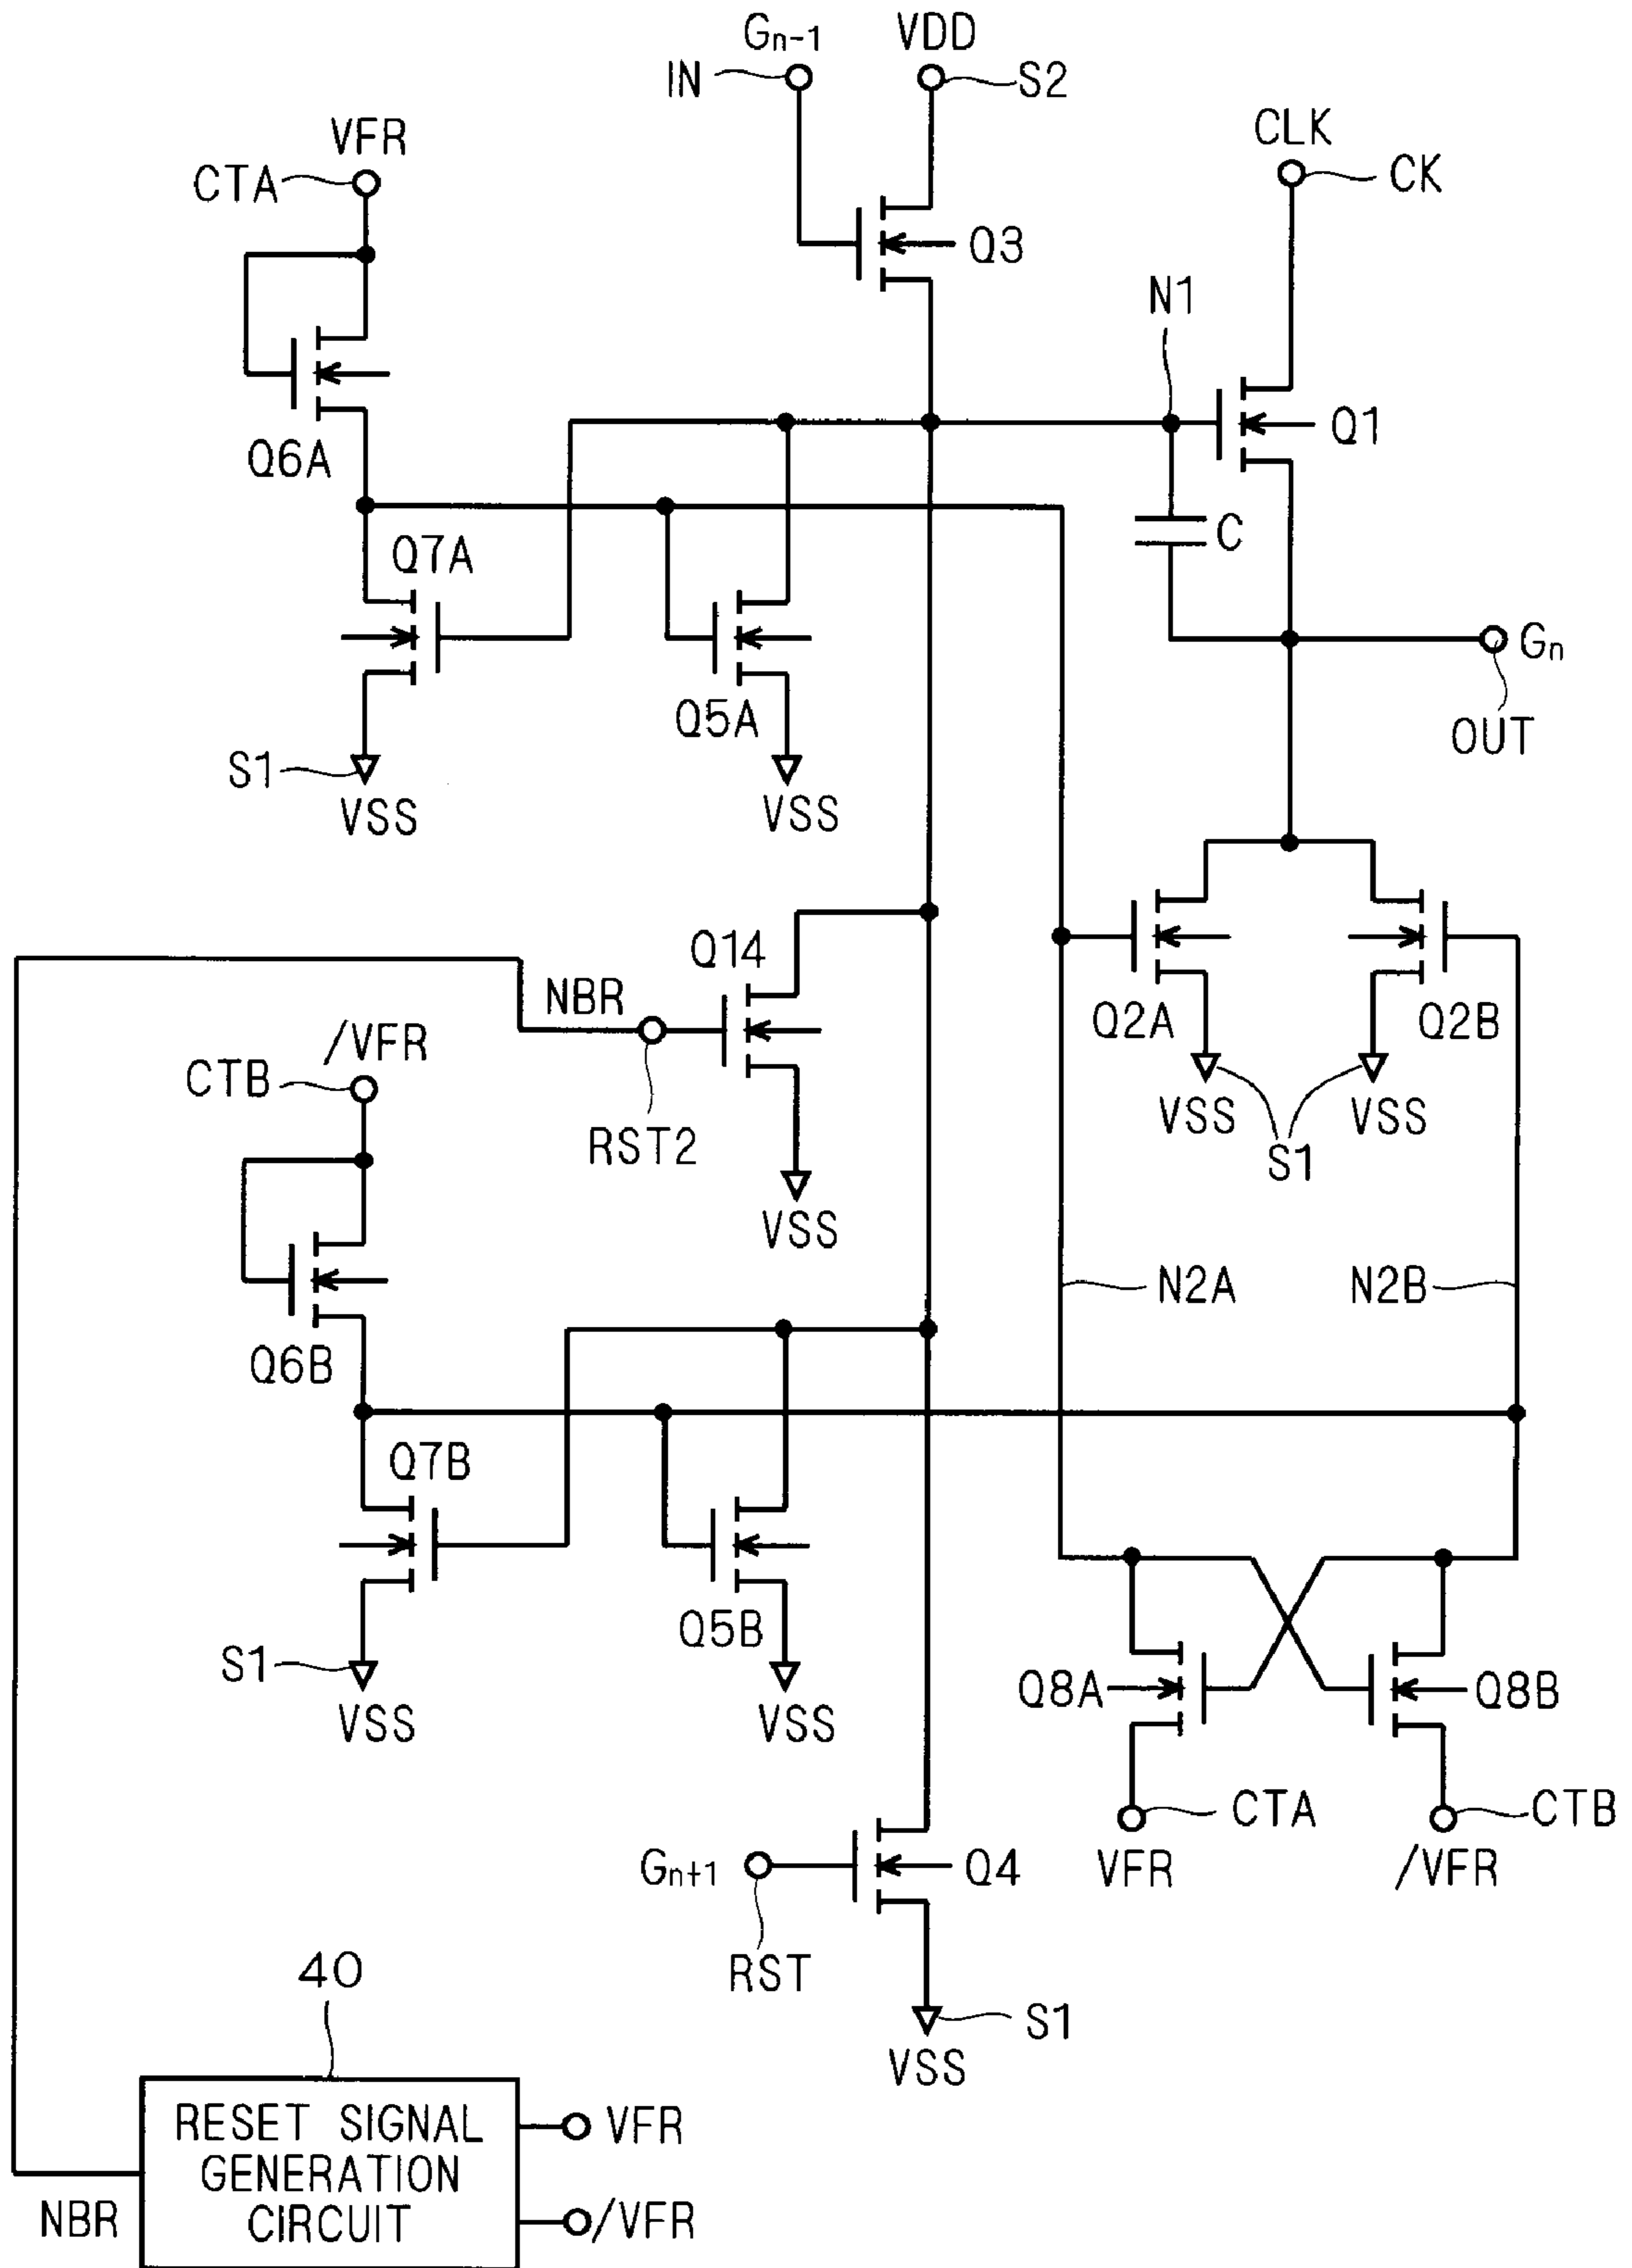 Gn-1
VDD
IN
S2
CLK
CK
VFR
CTA
Q3
N1
Q1
Q6A
C
Q7A
Gn
Q5A
OUT
S1
VSS
VSS
Q14
NBR
Q2A
Q2B
/VFR
CTB
VSS
VSS
RST2
S1
VSS
N2A
N2B
Q6B
Q7B
Q5B
S1
VSS
VSS
Q8A
Q8B
CTA
CTB
VFR
/VFR
Gn+1
Q4
RST
40
S1
VSS
RESET SIGNAL
GENERATION
CIRCUIT
VFR
/VFR
NBR